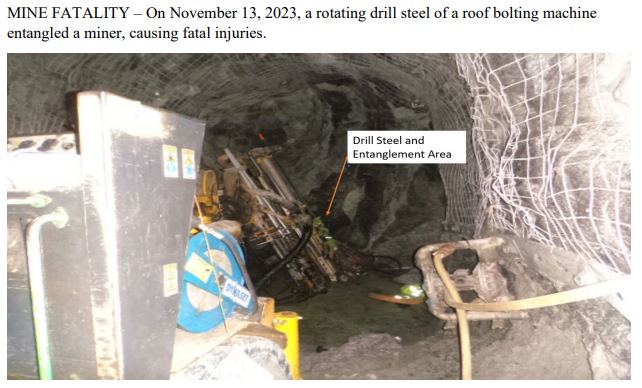 MINE FATALITY – On November 13, 2023, a rotating drill steel of a roof bolting machine
entangled a miner, causing fatal injuries.
Drill Steel and
Entanglement Area
DYNASET